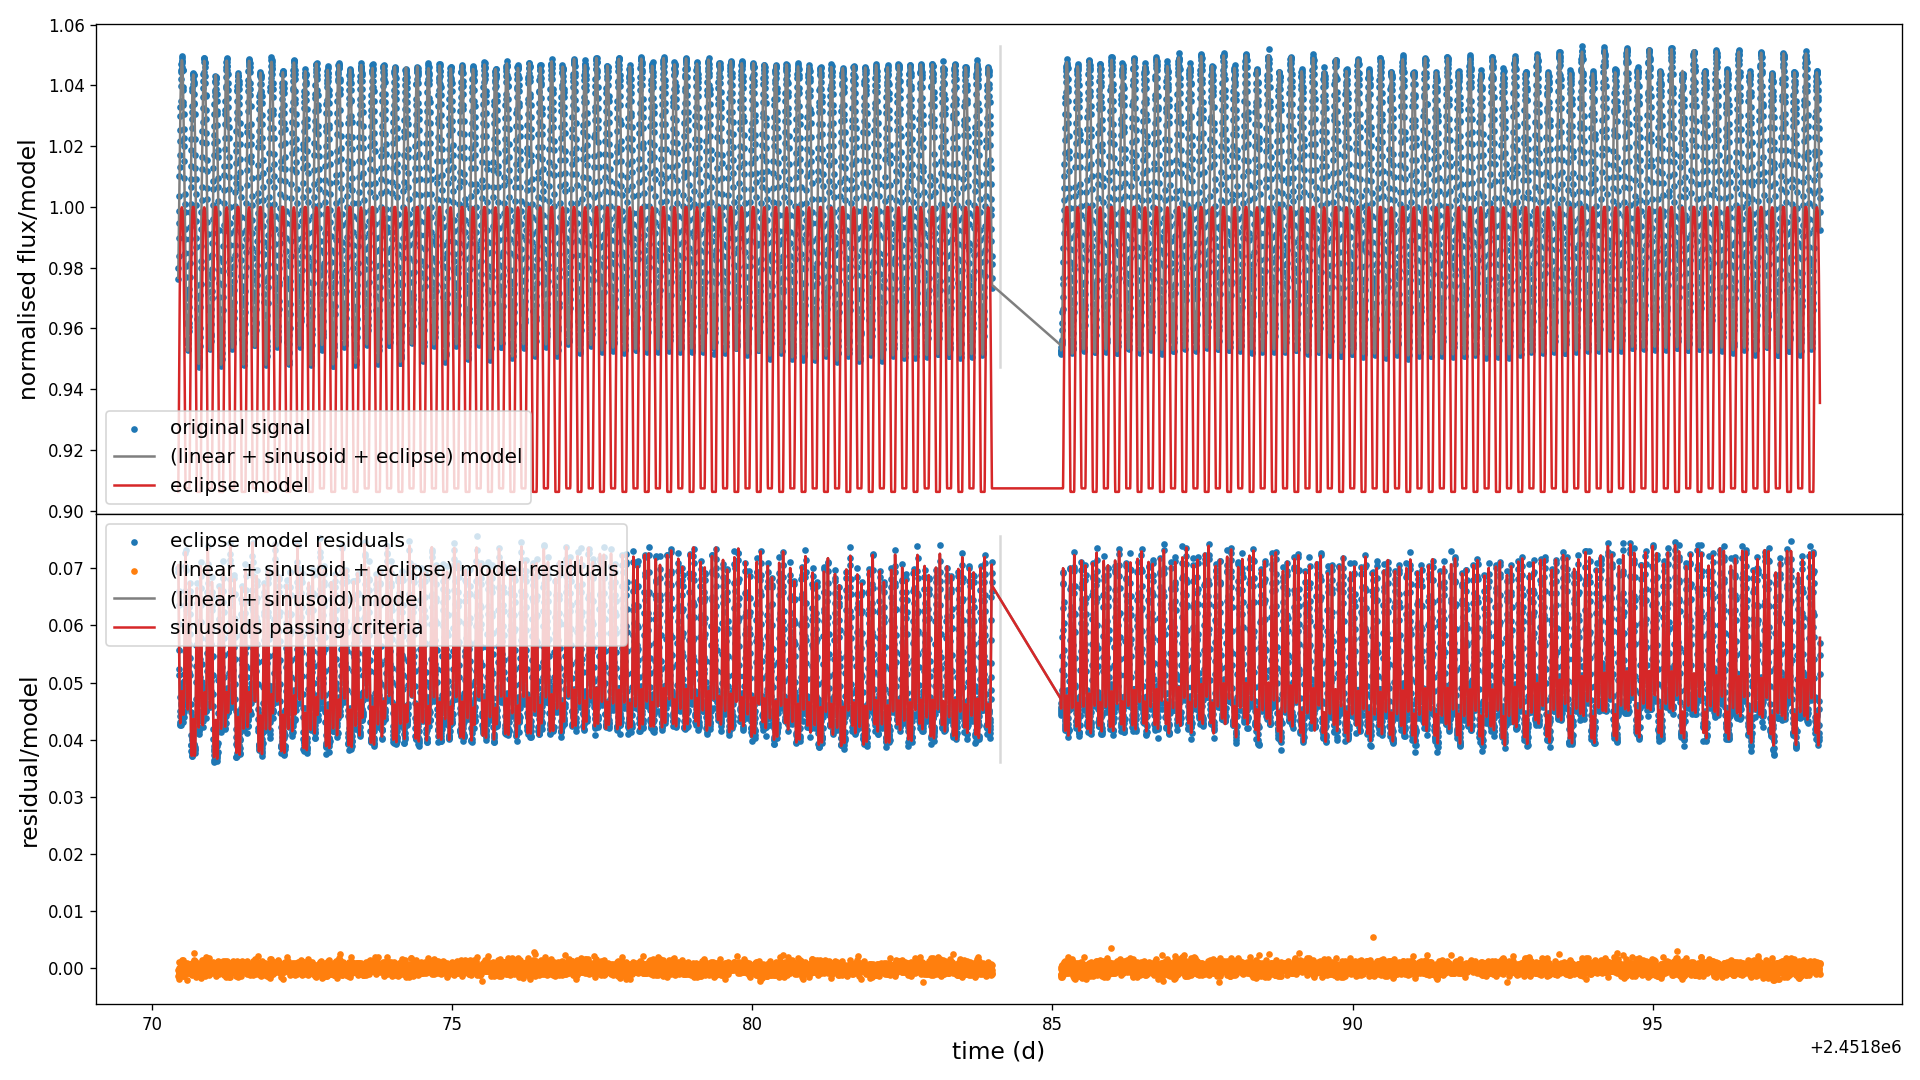 1.06
1.04
1.02
1.00
0.98
0.96
0.94
0.92
0.90
normalised flux/model
original signal
(linear + sinusoid + eclipse) model
eclipse model
0.07
0.06
0.05
0.04
0.03
0.02
0.01
0.00
residual/model
eclipse model residuals
(linear + sinusoid + eclipse) model residuals
(linear + sinusoid) model
sinusoids passing criteria
70 75 80 85 90 95
time (d)
+2.4518e6